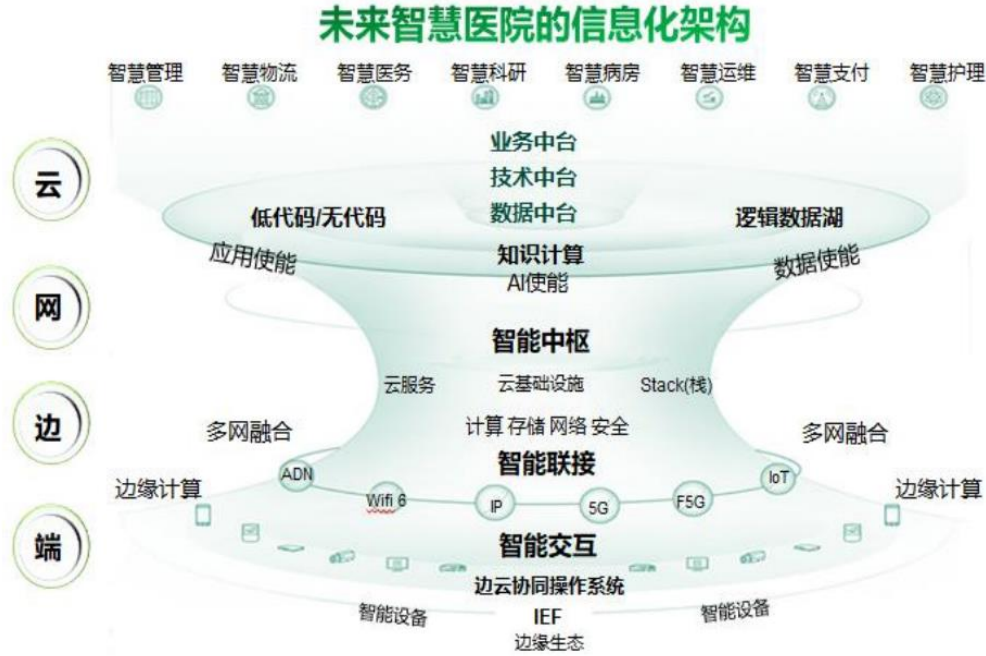 未来智慧医院的信息化架构
智慧管理 智慧物流 智慧医务 智慧科研 智慧病房 智慧运维 智慧支付 智慧护理
业务中台
云
技术中台
低代码/无代码 数据中台 逻辑数据湖
应用使能 知识计算 数据使能
AI使能
网
智能中枢
云服务 云基础设施 Stack(栈)
边
多网融合 计算 存储 网络 安全 多网融合
智能联接
ADN Wifi 6 IP 5G F5G IoT
边缘计算 边缘计算
端
智能交互
边云协同操作系统
智能设备 IEF 智能设备
边缘生态